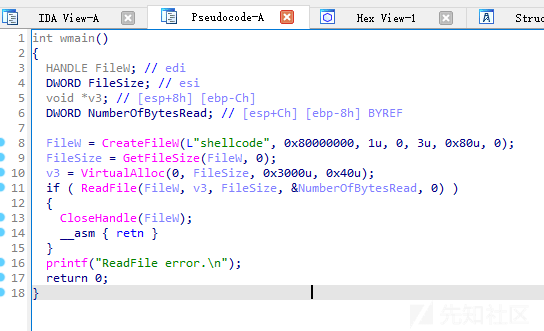 IDA View-A Pseudocode-A Hex View-1 Stru
1 int wmain()
2 {
3 HANDLE FileW; // edi
4 DWORD FileSize; // esi
5 void *v3; // [esp+8h] [ebp-Ch]
6 DWORD NumberOfBytesRead; // [esp+Ch] [ebp-8h] BYREF
7
8 FileW = CreateFileW(L"shellcode", 0x80000000, 1u, 0, 3u, 0x80u, 0);
9 FileSize = GetFileSize(FileW, 0);
10 v3 = VirtualAlloc(0, FileSize, 0x3000u, 0x40u);
11 if ( ReadFile(FileW, v3, FileSize, &NumberOfBytesRead, 0) )
12 {
13 CloseHandle(FileW);
14 __asm { retn }
15 }
16 printf("ReadFile error.\n");
17 return 0;
18 }
先知社区